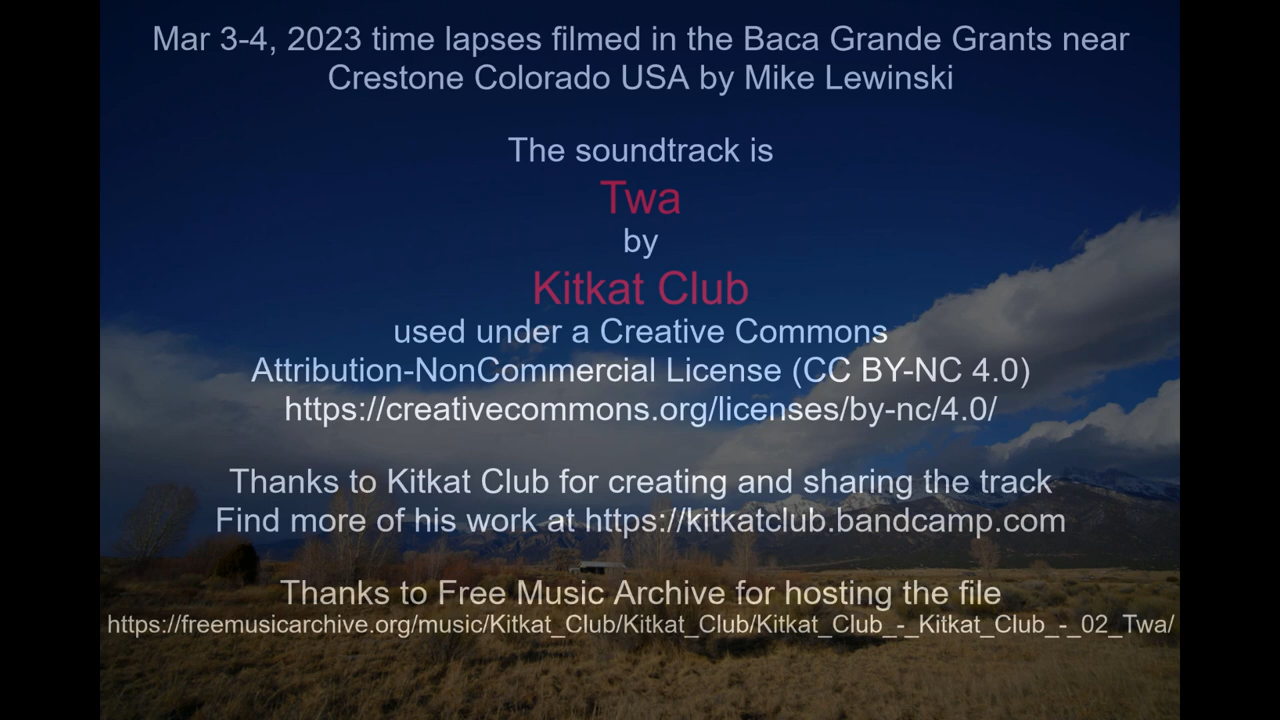 Mar 3-4, 2023 time lapses filmed in the Baca Grande Grants near
Crestone Colorado USA by Mike Lewinski
The soundtrack is
Twa
by
Kitkat Club
used under a Creative Commons
Attribution-NonCommercial License (CC BY-NC 4.0)
https://creativecommons.org/licenses/by-nc/4.0/
Thanks to Kitkat Club for creating and sharing the track
Find more of his work at https://kitkatclub.bandcamp.com
Thanks to Free Music Archive for hosting the file
https://freemusicarchive.org/music/Kitkat_Club/Kitkat_Club/Kitkat_Club_-_Kitkat_Club_-_02_Twa/